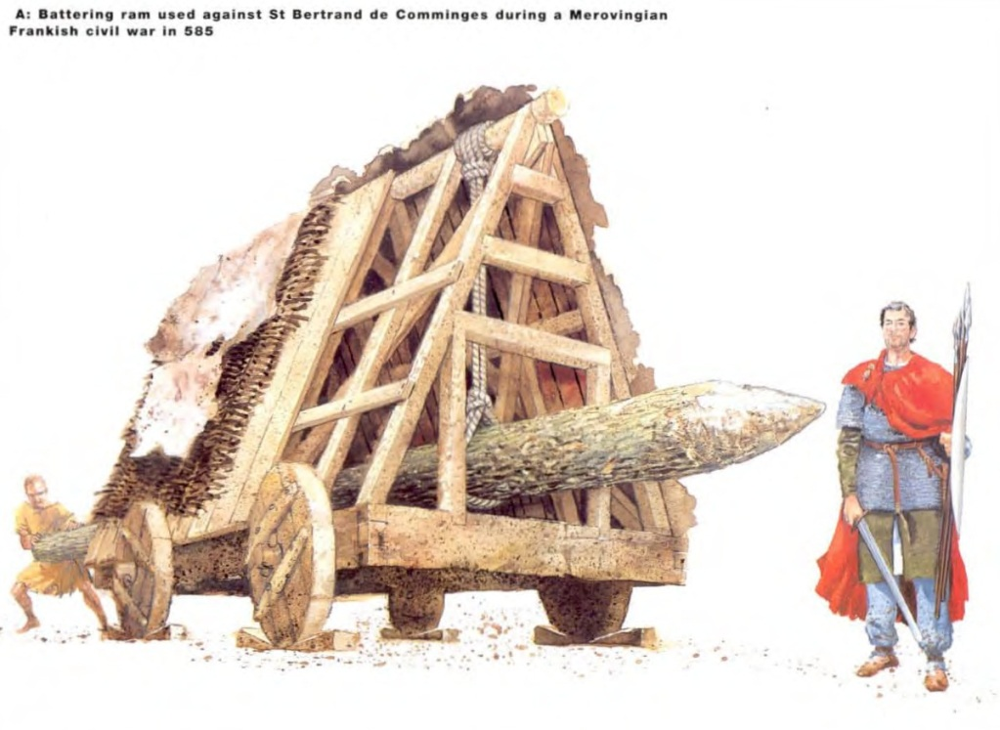 A: Battering ram used against St Bertrand de Comminges during a Merovingian
Frankish civil war in 585